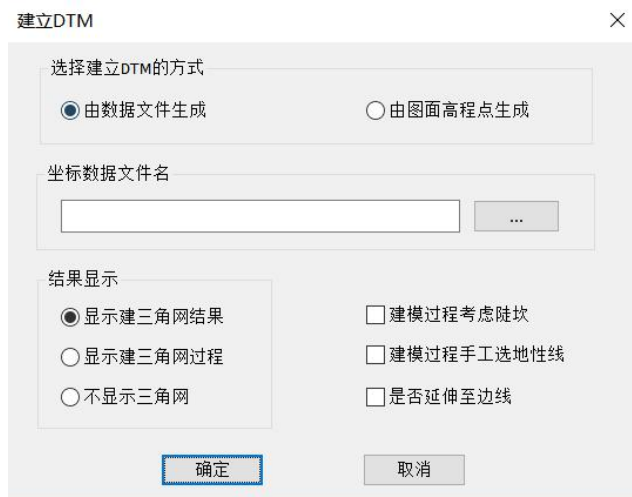 建立DTM
选择建立DTM的方式
由数据文件生成 由图面高程点生成
坐标数据文件名
...
结果显示
显示建三角网结果 建模过程考虑陡坎
显示建三角网过程 建模过程手工选地性线
不显示三角网 是否延伸至边线
确定 取消